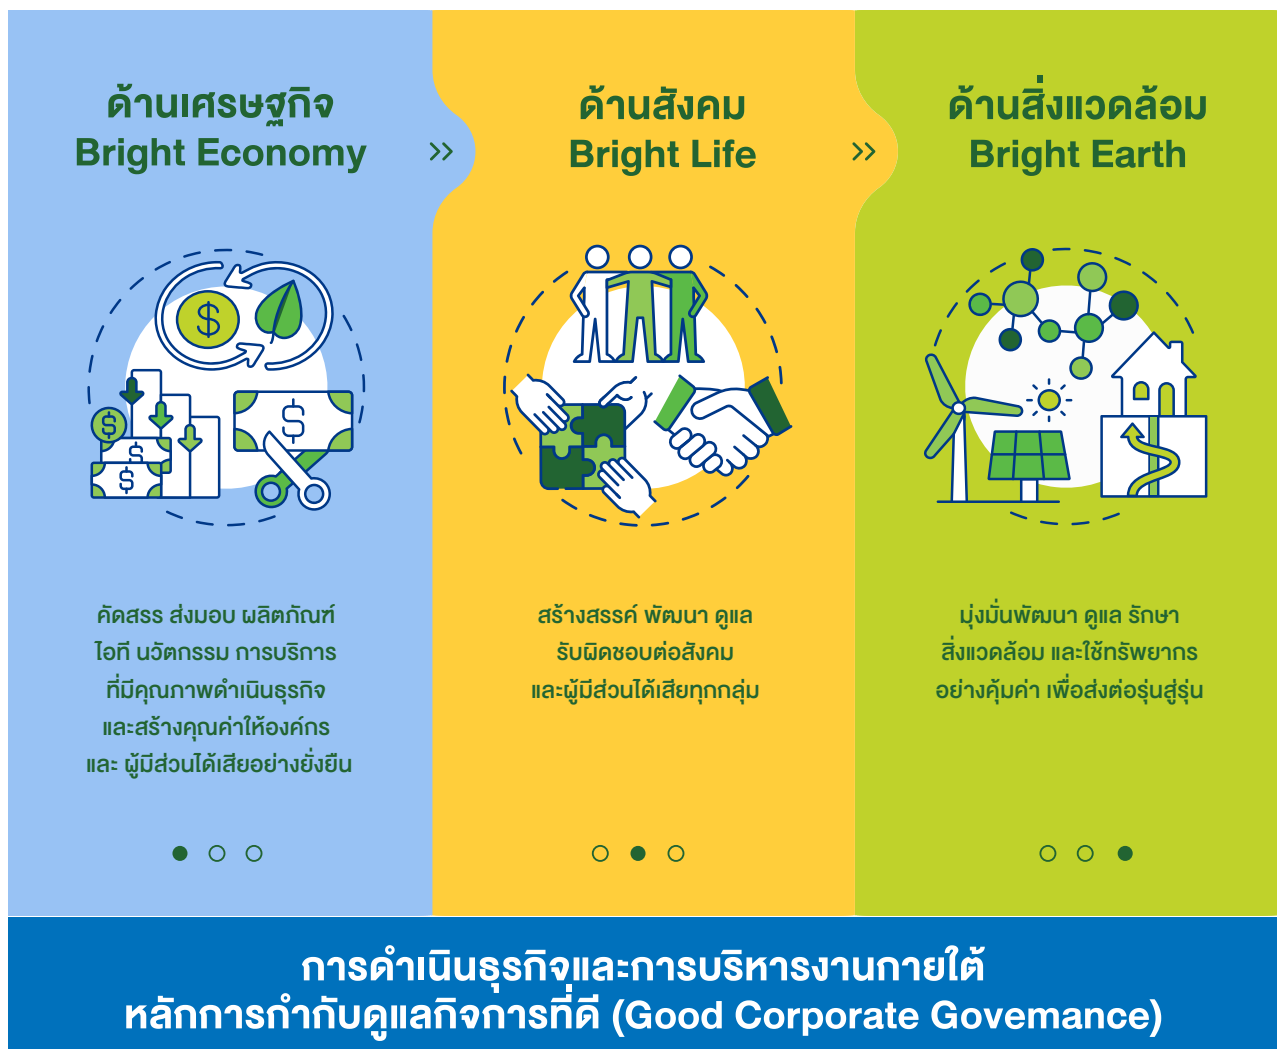 ด้านเศรษฐกิจ
Bright Economy
คัดสรร ส่งมอบ ผลิตภัณฑ์
ไอที นวัตกรรม การบริการ
ที่มีคุณภาพดำเนินธุรกิจ
และสร้างคุณค่าให้องค์กร
และ ผู้มีส่วนได้เสียอย่างยั่งยืน
ด้านสังคม
Bright Life
สร้างสรรค์ พัฒนา ดูแล
รับผิดชอบต่อสังคม
และผู้มีส่วนได้เสียทุกกลุ่ม
ด้านสิ่งแวดล้อม
Bright Earth
มุ่งมั่นพัฒนา ดูแล รักษา
สิ่งแวดล้อม และใช้ทรัพยากร
อย่างคุ้มค่า เพื่อส่งต่อรุ่นสู่รุ่น
การดำเนินธุรกิจและการบริหารงานภายใต้
หลักการกำกับดูแลกิจการที่ดี (Good Corporate Govemance)